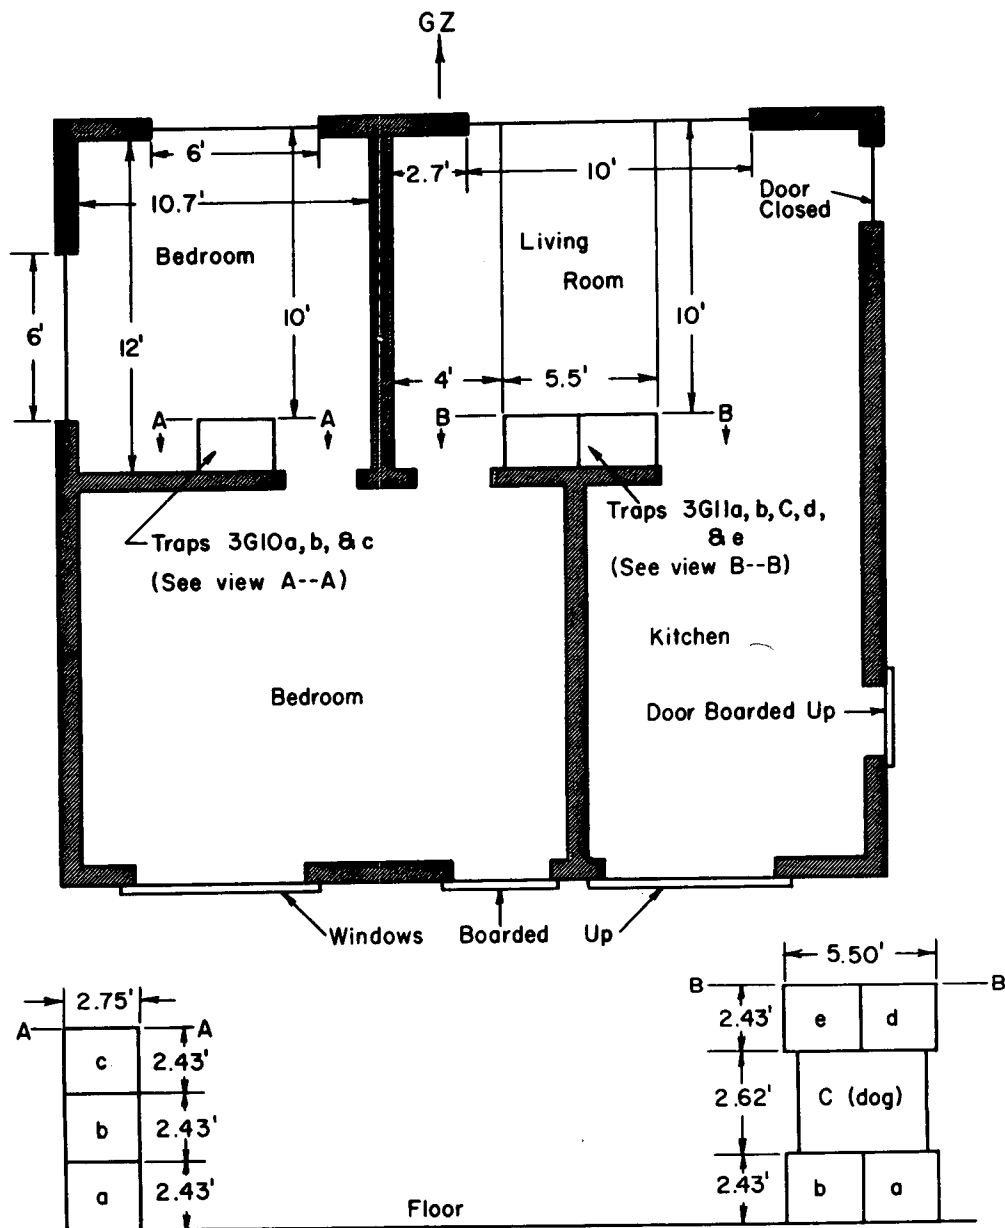 GZ
6'
2.7'
10'
10.7'
Door
Closed
Bedroom
Living
Room
6'
12'
10'
10'
4'
5.5'
A
A
B
B
Traps 3G10a, b, & c
(See view A--A)
Traps 3G11a, b, C, d,
& e
(See view B--B)
Kitchen
Bedroom
Door Boarded Up
Windows Boarded Up
2.75'
A
A
c
2.43'
b
2.43'
a
2.43'
Floor
5.50'
B
B
2.43'
e
d
2.62'
C (dog)
2.43'
b
a